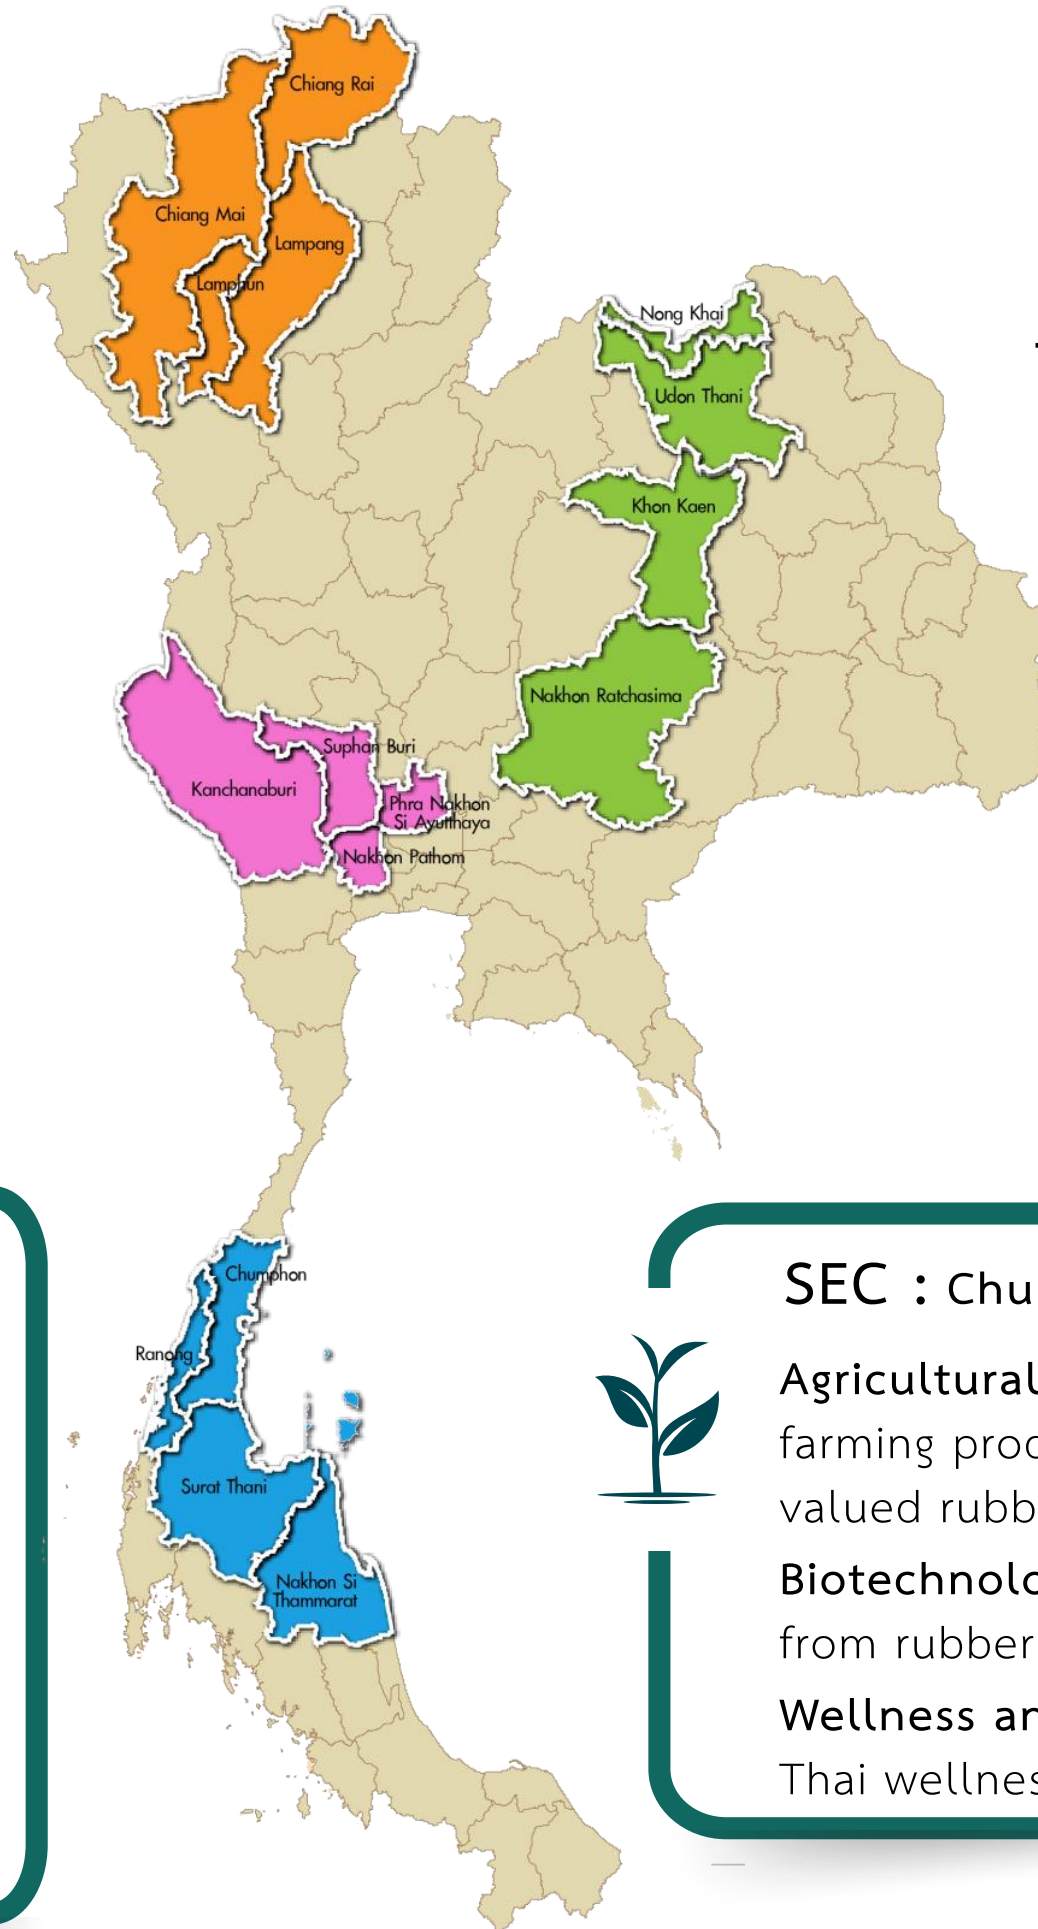 Chiang Rai
Chiang Mai
Lampang
Lamphun
Nong Khai
Udon Thani
Khon Kaen
Nakhon Ratchasima
Suphan Buri
Kanchanaburi
Phra Nakhon
Si Ayutthaya
Nakhon Pathom
Chumphon
Ranong
Surat Thani
Nakhon Si
Thammarat
SEC : Chu
Agricultural
farming proc
valued rubb
Biotechnolo
from rubber
Wellness an
Thai wellnes